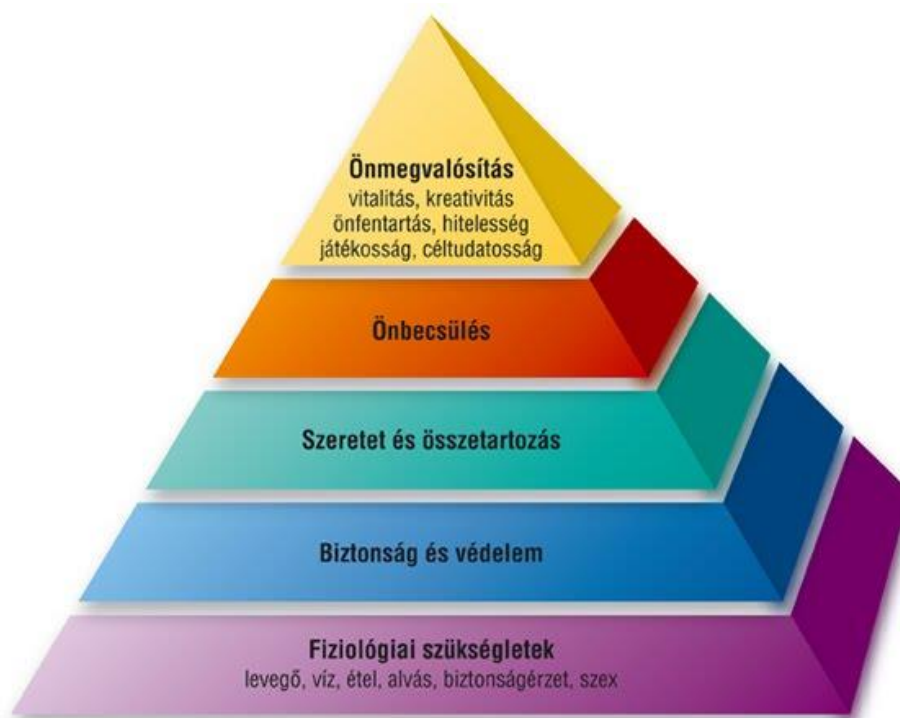 Önmegvalósítás
vitalitás, kreativitás
önfentartás, hitelesség
játékosság, céltudatosság
Önbecsülés
Szeretet és összetartozás
Biztonság és védelem
Fiziológiai szükségletek
levegő, víz, étel, alvás, biztonságérzet, szex